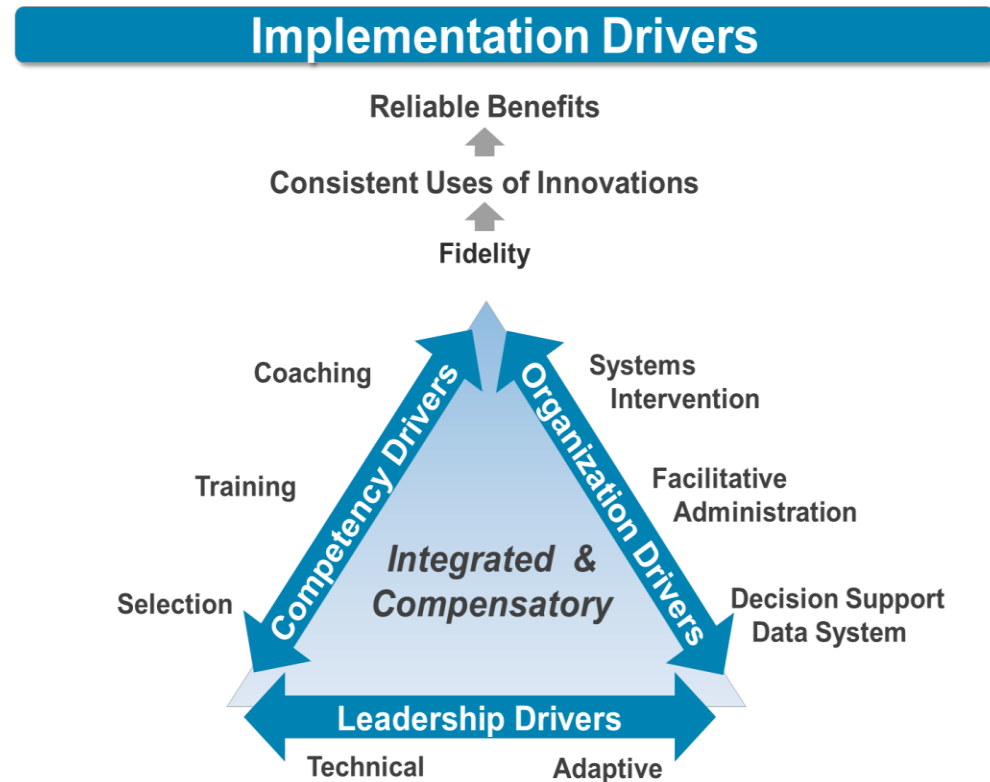 Implementation Drivers
Reliable Benefits
Consistent Uses of Innovations
Fidelity
Coaching
Training
Selection
Competency Drivers
Organization Drivers
Systems
Intervention
Facilitative
Administration
Decision Support
Data System
Integrated &
Compensatory
Leadership Drivers
Technical
Adaptive